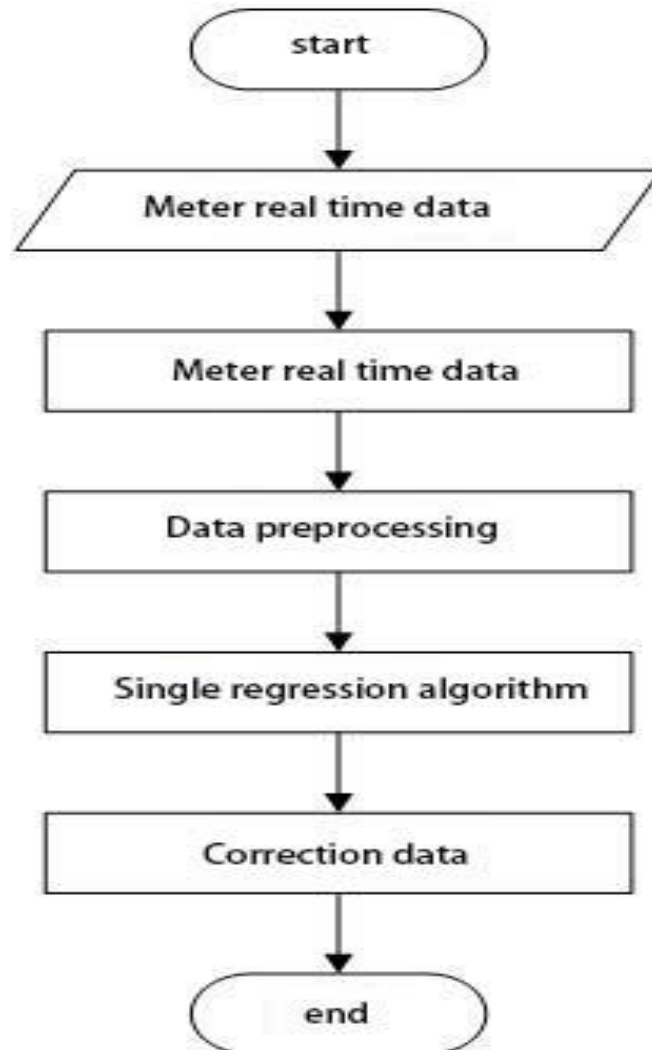 start
Meter real time data
Meter real time data
Data preprocessing
Single regression algorithm
Correction data
end